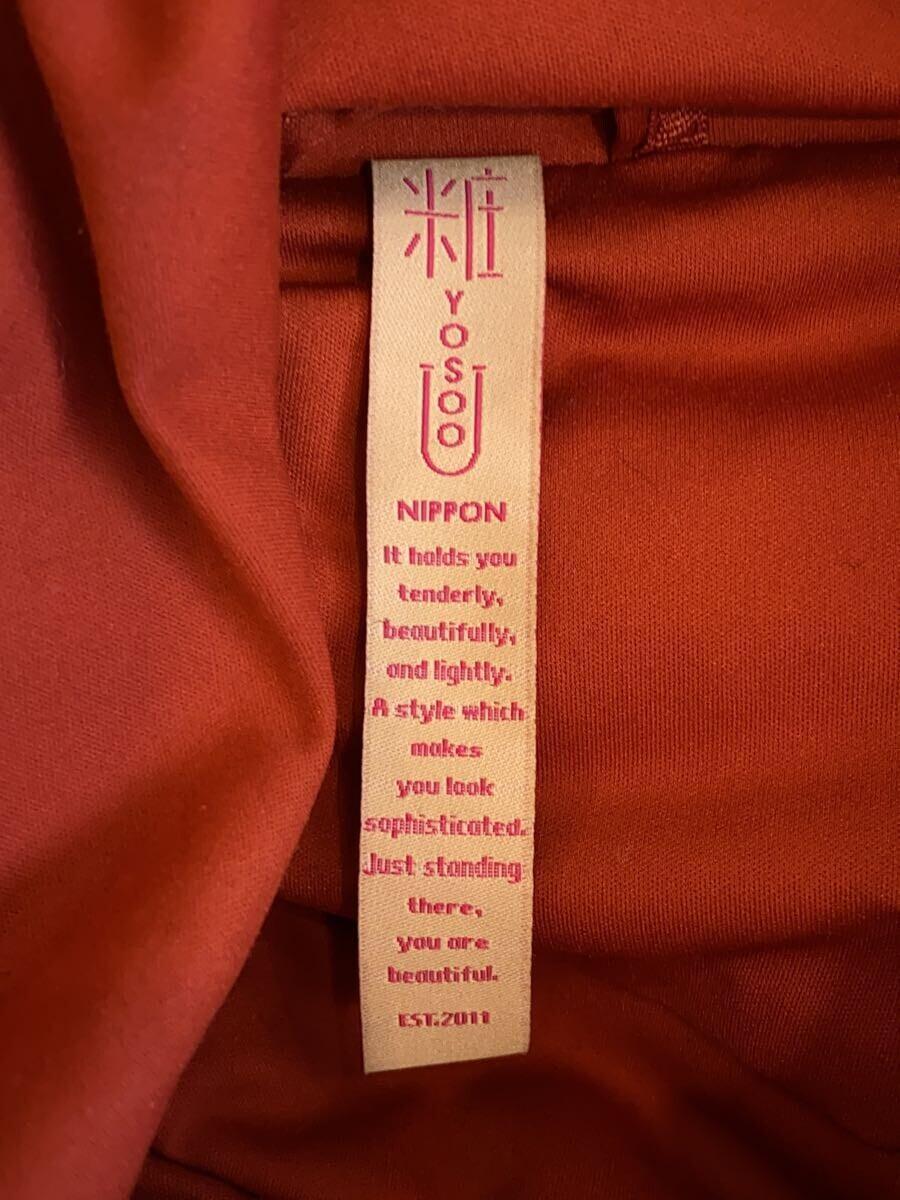 粧
YOSOO
NIPPON
It holds you
tenderly,
beautifully,
and lightly.
A style which
makes
you look
sophisticated.
Just standing
there,
you are
beautiful.
EST.2011